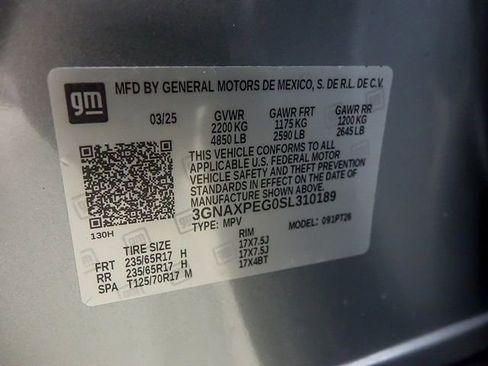 gm
MFD BY GENERAL MOTORS DE MEXICO, S. DE R.L. DE C.V.
03/25 GVWR GAWR FRT GAWR RR
2200 KG 1175 KG 1200 KG
4850 LB 2590 LB 2645 LB
THIS VEHICLE CONFORMS TO ALL
APPLICABLE U.S. FEDERAL MOTOR
VEHICLE SAFETY AND THEFT PREVENTION
STANDARDS IN EFFECT ON THE DATE OF
MANUFACTURE SHOWN ABOVE.
3GNAXPEG0SL310189
130H TYPE: MPV MODEL: 091PT26
TIRE SIZE RIM
FRT 235/65R17 H 17X7.5J
RR 235/65R17 H 17X7.5J
SPA T125/70R17 M 17X4BT